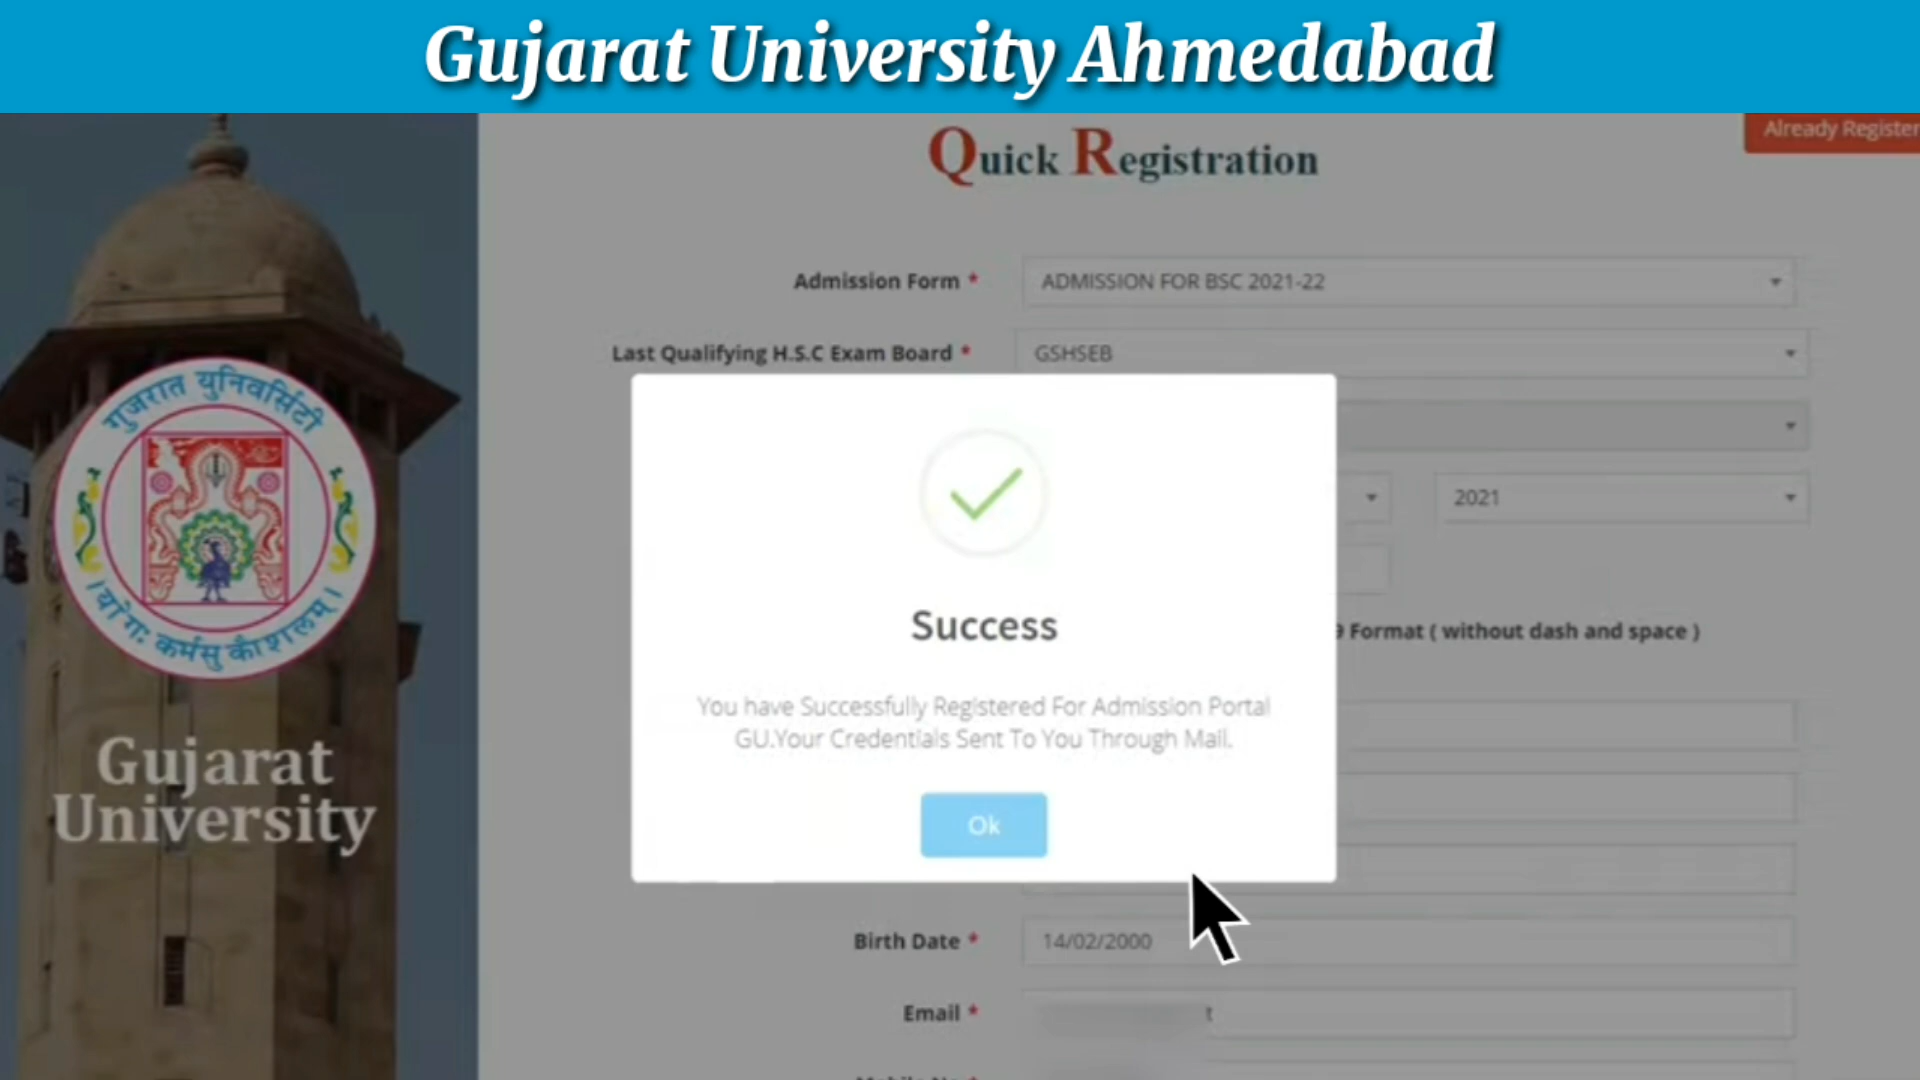 Gujarat University Ahmedabad
Already Register
Quick Registration
Admission Form * ADMISSION FOR BSC 2021-22
Last Qualifying H.S.C Exam Board * GSHSEB
2021
गुजरात युनिवर्सिटी
। योगः कर्मसु कौशलम् ।
Gujarat
University
Success
Format ( without dash and space )
You have Successfully Registered For Admission Portal
GU.Your Credentials Sent To You Through Mail.
Ok
Birth Date * 14/02/2000
Email *